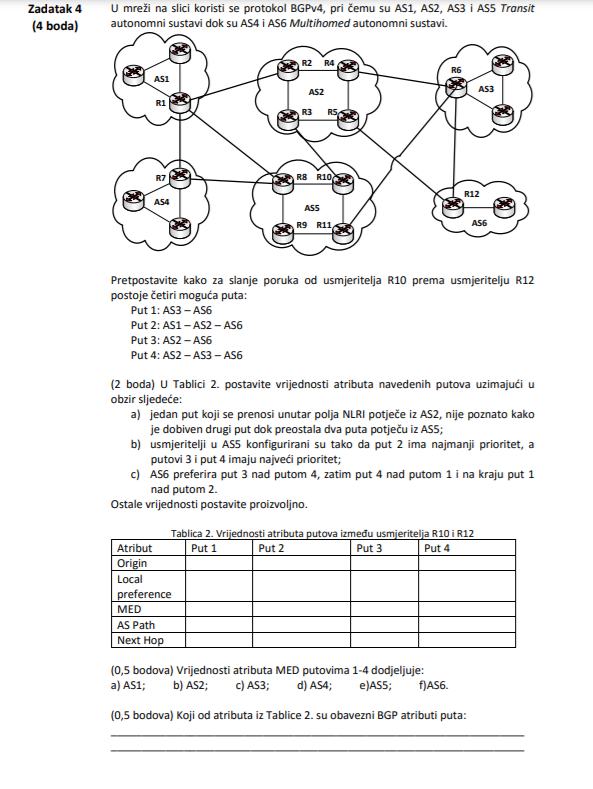 Zadatak 4
(4 boda)
U mreži na slici koristi se protokol BGPv4, pri čemu su AS1, AS2, AS3 i AS5 Transit
autonomni sustavi dok su AS4 i AS6 Multihomed autonomni sustavi.
AS1
R1
R2 R4
AS2
R3 R5
R6
AS3
R7
AS4
R8 R10
AS5
R9 R11
R12
AS6
Pretpostavite kako za slanje poruka od usmjeritelja R10 prema usmjeritelju R12
postoje četiri moguća puta:
Put 1: AS3 – AS6
Put 2: AS1 – AS2 – AS6
Put 3: AS2 – AS6
Put 4: AS2 – AS3 – AS6
(2 boda) U Tablici 2. postavite vrijednosti atributa navedenih putova uzimajući u
obzir sljedeće:
a) jedan put koji se prenosi unutar polja NLRI potječe iz AS2, nije poznato kako
je dobiven drugi put dok preostala dva puta potječu iz AS5;
b) usmjeritelji u AS5 konfigurirani su tako da put 2 ima najmanji prioritet, a
putovi 3 i put 4 imaju najveći prioritet;
c) AS6 preferira put 3 nad putom 4, zatim put 4 nad putom 1 i na kraju put 1
nad putom 2.
Ostale vrijednosti postavite proizvoljno.
Tablica 2. Vrijednosti atributa putova između usmjeritelja R10 i R12
Atribut Put 1 Put 2 Put 3 Put 4
Origin
Local
preference
MED
AS Path
Next Hop
(0,5 bodova) Vrijednosti atributa MED putovima 1-4 dodjeljuje:
a) AS1; b) AS2; c) AS3; d) AS4; e)AS5; f)AS6.
(0,5 bodova) Koji od atributa iz Tablice 2. su obavezni BGP atributi puta: